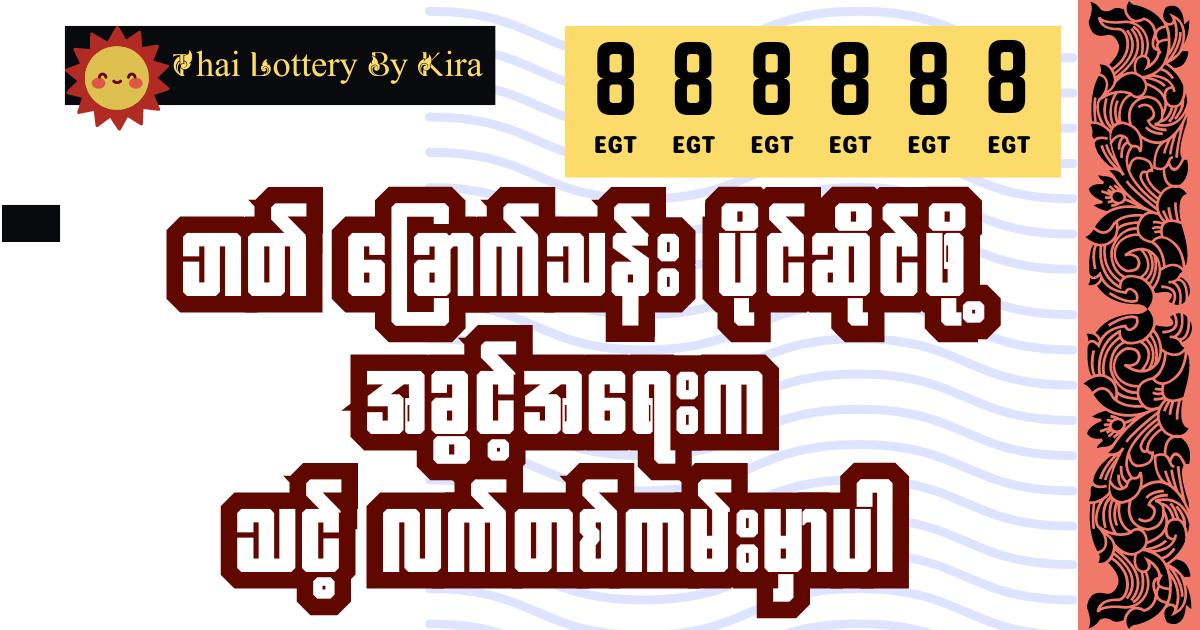 Thai Lottery By Kira
8 8 8 8 8 8
EGT EGT EGT EGT EGT EGT
ဘတ် ခြောက်သန်း ပိုင်ဆိုင်ဖို့
အခွင့်အရေးက
သင့် လက်တစ်ကမ်းမှာပါ